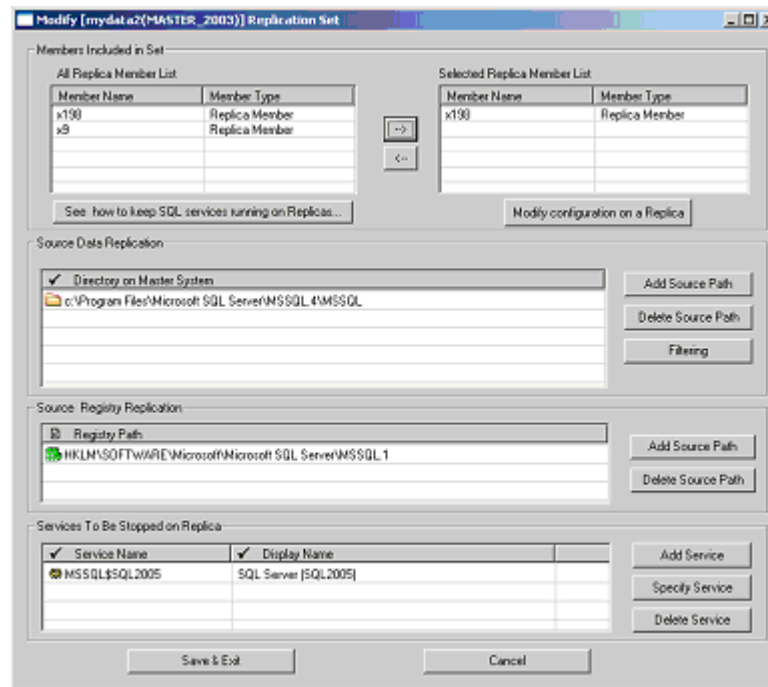 Modify [mydata2(MASTER_2003)] Replication Set
Members Included in Set
All Replica Member List
Member Name Member Type
x198 Replica Member
x9 Replica Member
-->
<--
Selected Replica Member List
Member Name Member Type
x198 Replica Member
See how to keep SQL services running on Replicas...
Modify configuration on a Replica
Source Data Replication
Directory on Master System
c:\Program Files\Microsoft SQL Server\MSSQL.4\MSSQL
Add Source Path
Delete Source Path
Filtering
Source Registry Replication
Registry Path
HKLM\SOFTWARE\Microsoft\Microsoft SQL Server\MSSQL.1
Add Source Path
Delete Source Path
Services To Be Stopped on Replica
Service Name Display Name
MSSQL$SQL2005 SQL Server (SQL2005)
Add Service
Specify Service
Delete Service
Save & Exit
Cancel